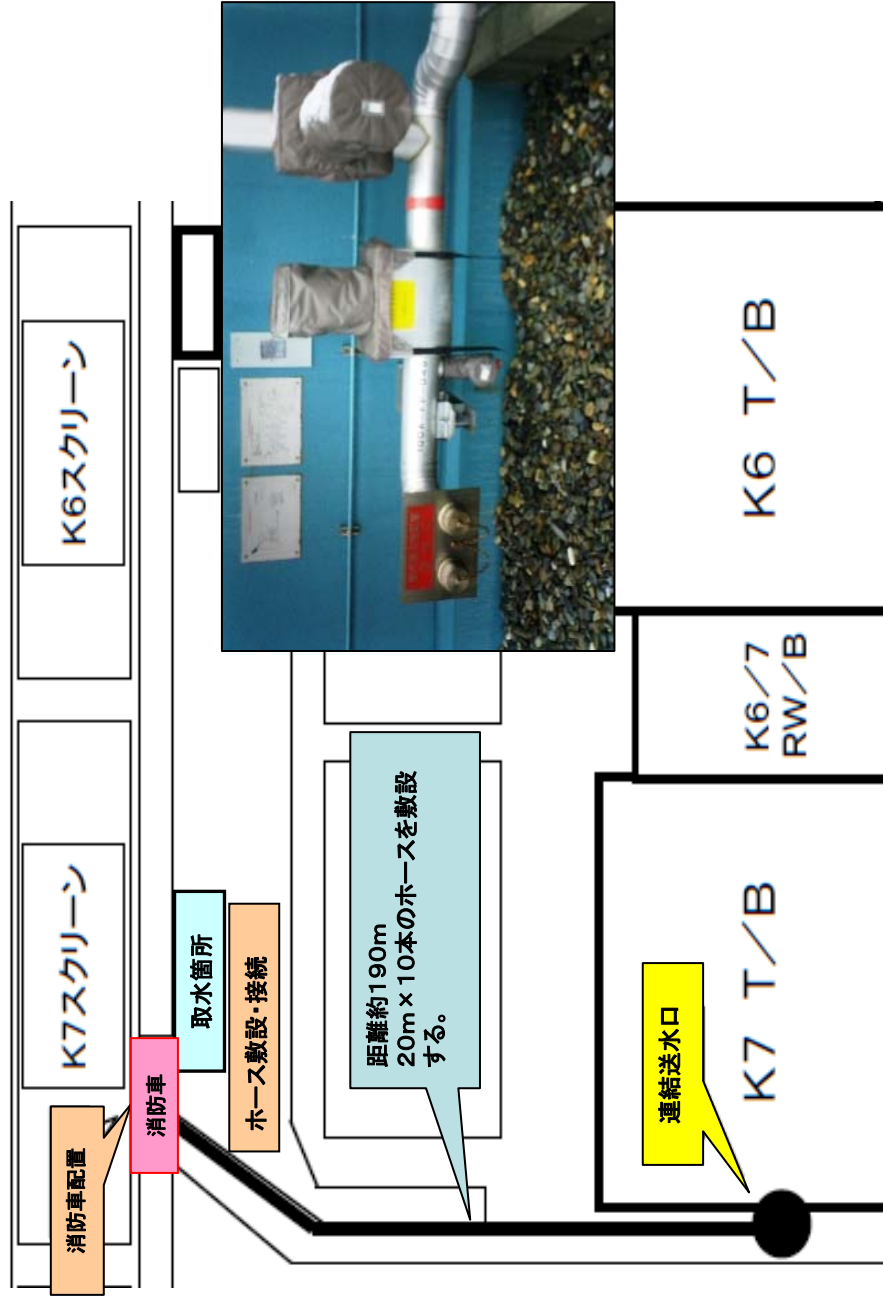 K7スクリーン
K6スクリーン
消防車配置
消防車
取水箇所
ホース敷設・接続
距離約190m
20m×10本のホースを敷設
する。
連結送水口
K7 T/B
K6/7
RW/B
K6 T/B